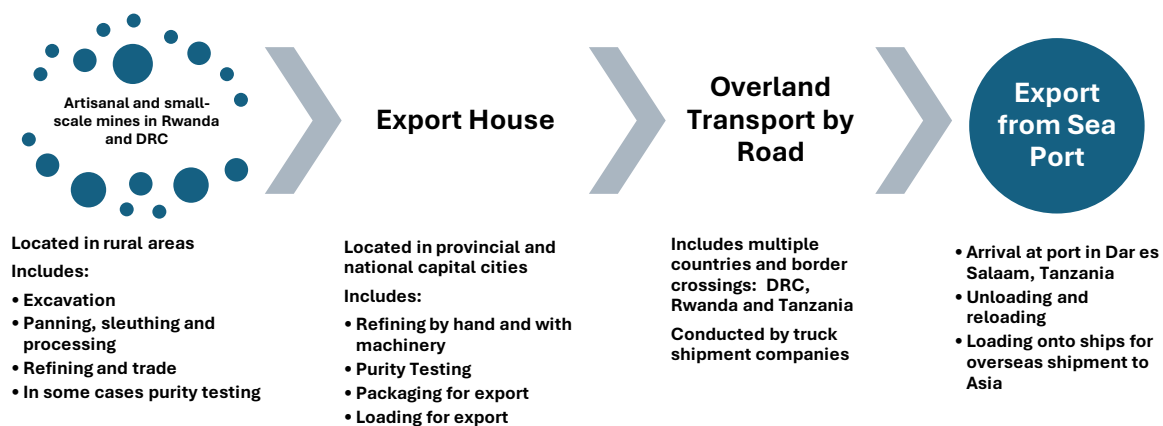 Artisanal and small-
scale mines in Rwanda
and DRC
Export House
Overland
Transport by
Road
Export
from Sea
Port
Located in rural areas
Includes:
• Excavation
• Panning, sleuthing and
processing
• Refining and trade
• In some cases purity testing
Located in provincial and
national capital cities
Includes:
• Refining by hand and with
machinery
• Purity Testing
• Packaging for export
• Loading for export
Includes multiple
countries and border
crossings: DRC,
Rwanda and Tanzania
Conducted by truck
shipment companies
• Arrival at port in Dar es
Salaam, Tanzania
• Unloading and
reloading
• Loading onto ships for
overseas shipment to
Asia